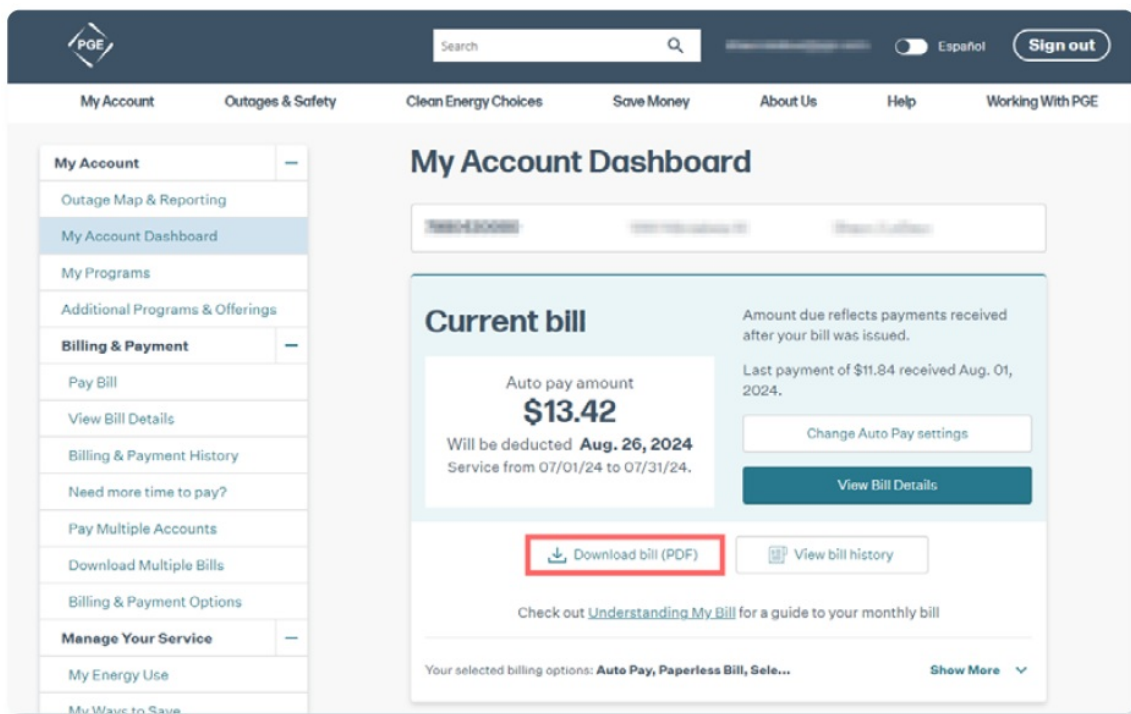 PGE
Search
Español
Sign out
My Account
Outages & Safety
Clean Energy Choices
Save Money
About Us
Help
Working With PGE
My Account
Outage Map & Reporting
My Account Dashboard
My Programs
Additional Programs & Offerings
Billing & Payment
Pay Bill
View Bill Details
Billing & Payment History
Need more time to pay?
Pay Multiple Accounts
Download Multiple Bills
Billing & Payment Options
Manage Your Service
My Energy Use
My Ways to Save
My Account Dashboard
Current bill
Auto pay amount
$13.42
Will be deducted Aug. 26, 2024
Service from 07/01/24 to 07/31/24.
Amount due reflects payments received
after your bill was issued.
Last payment of $11.84 received Aug. 01,
2024.
Change Auto Pay settings
View Bill Details
Download bill (PDF)
View bill history
Check out Understanding My Bill for a guide to your monthly bill
Your selected billing options: Auto Pay, Paperless Bill, Sele...
Show More